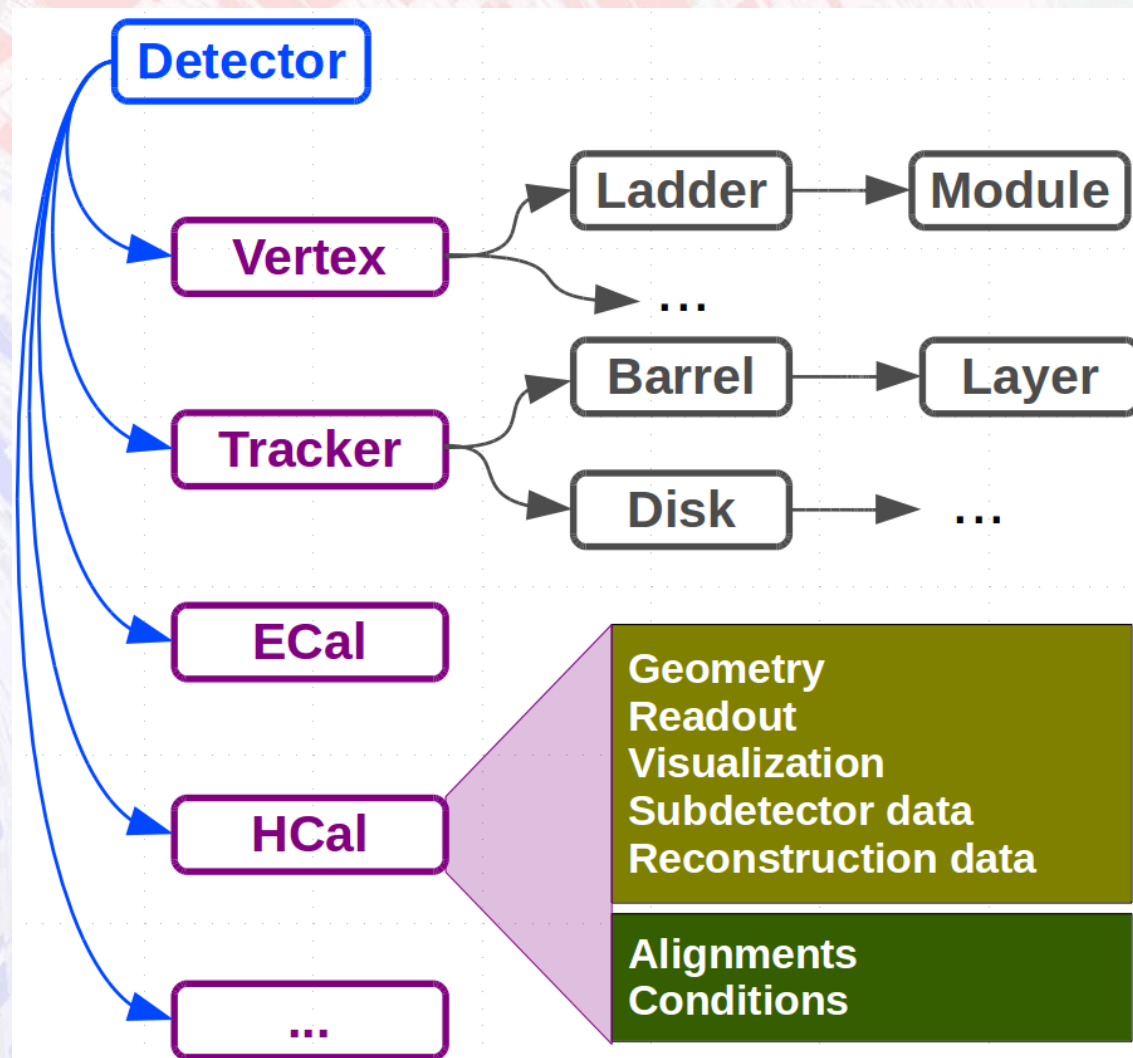 Detector
Ladder
Module
Vertex
...
Barrel
Layer
Tracker
Disk
...
ECal
Geometry
Readout
Visualization
Subdetector data
Reconstruction data
HCal
Alignments
Conditions
...